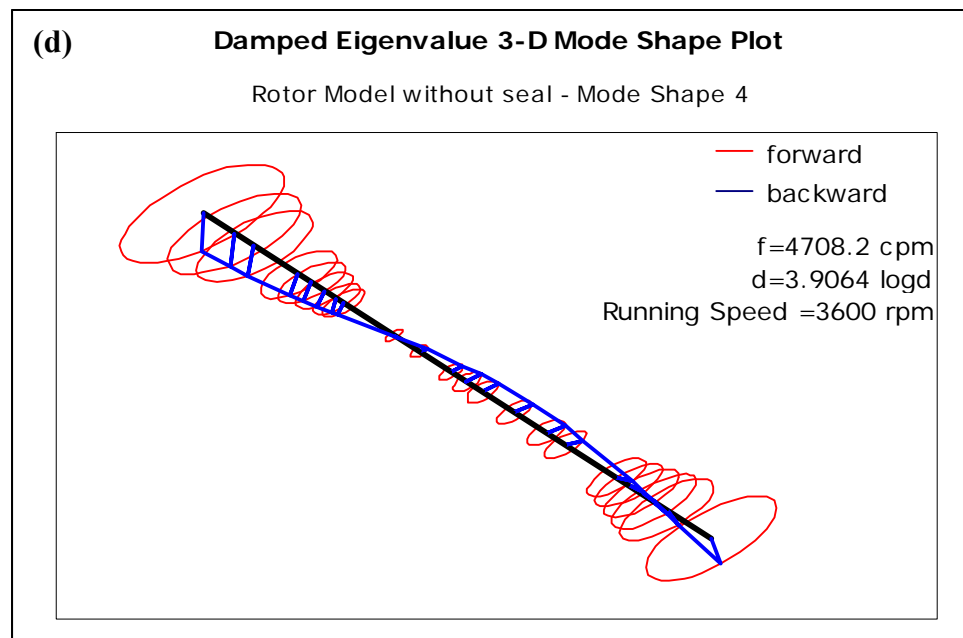 (d)
Damped Eigenvalue 3-D Mode Shape Plot
Rotor Model without seal - Mode Shape 4
forward
backward
f=4708.2 cpm
d=3.9064 logd
Running Speed =3600 rpm